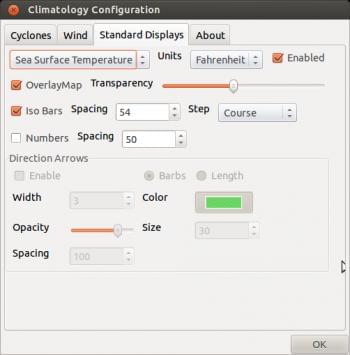 Climatology Configuration
Cyclones Wind Standard Displays About
Sea Surface Temperature Units Fahrenheit Enabled
OverlayMap Transparency
Iso Bars Spacing 54 Step Course
Numbers Spacing 50
Direction Arrows
Enable Barbs Length
Width 3 Color
Opacity Size 30
Spacing 100
OK